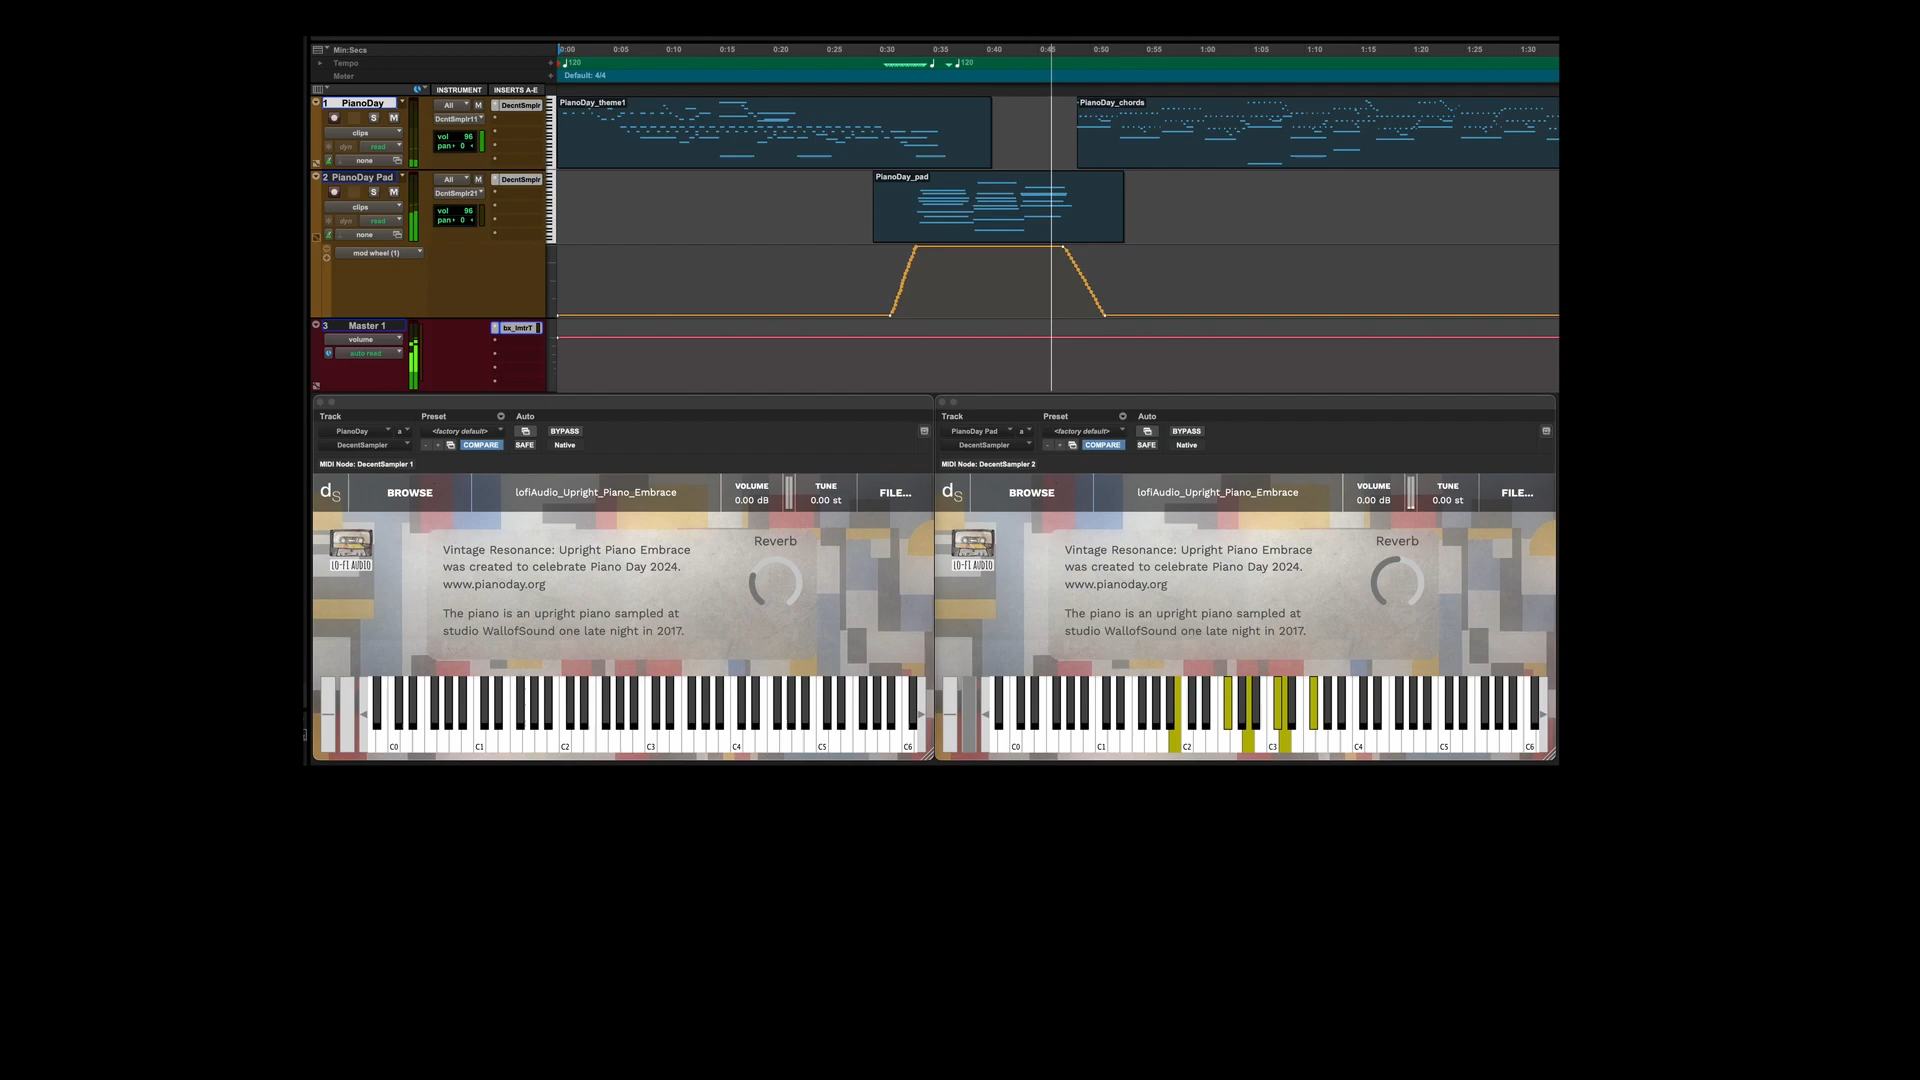 Min:Secs
0:00 0:05 0:10 0:15 0:20 0:25 0:30 0:35 0:40 0:45 0:50 0:55 1:00 1:05 1:10 1:15 1:20 1:25 1:30
Tempo
120 120
Meter
Default: 4/4
INSTRUMENT INSERTS A-E
1 PianoDay
All M
DecntSmplr
PianoDay_theme1
PianoDay_chords
S M
DcntSmplr11
clips
vol 96
dyn read
pan 0
none
2 PianoDay Pad
All M
DecntSmplr
PianoDay_pad
S M
DcntSmplr21
clips
vol 96
dyn read
pan 0
none
mod wheel (1)
3 Master 1
bx_lmtrT
volume
auto read
Track Preset Auto
PianoDay a <factory default> BYPASS
DecentSampler - + COMPARE SAFE Native
MIDI Node: DecentSampler 1
ds BROWSE lofiAudio_Upright_Piano_Embrace VOLUME 0.00 dB TUNE 0.00 st FILE...
Vintage Resonance: Upright Piano Embrace
was created to celebrate Piano Day 2024.
www.pianoday.org
The piano is an upright piano sampled at
studio WallofSound one late night in 2017.
Reverb
LO-FI AUDIO
C0 C1 C2 C3 C4 C5 C6
Track Preset Auto
PianoDay Pad a <factory default> BYPASS
DecentSampler - + COMPARE SAFE Native
MIDI Node: DecentSampler 2
ds BROWSE lofiAudio_Upright_Piano_Embrace VOLUME 0.00 dB TUNE 0.00 st FILE...
Vintage Resonance: Upright Piano Embrace
was created to celebrate Piano Day 2024.
www.pianoday.org
The piano is an upright piano sampled at
studio WallofSound one late night in 2017.
Reverb
LO-FI AUDIO
C0 C1 C2 C3 C4 C5 C6